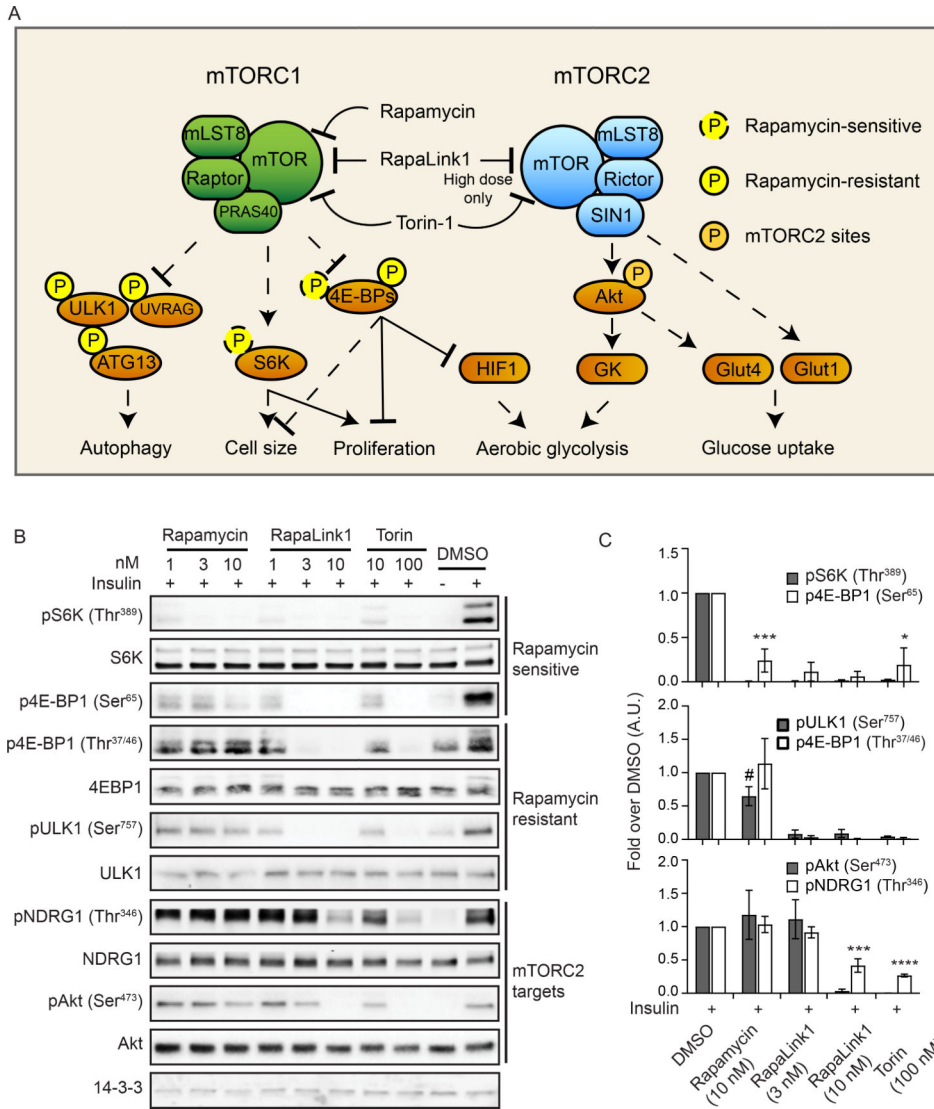 A
mTORC1
mTORC2
mLST8
mTOR
Raptor
PRAS40
Rapamycin
RapaLink1
High dose
only
Torin-1
mTOR
mLST8
Rictor
SIN1
P Rapamycin-sensitive
P Rapamycin-resistant
P mTORC2 sites
P
P
ULK1
UVRAG
P
ATG13
P
S6K
P
P
4E-BPs
P
Akt
HIF1
GK
Glut4
Glut1
Autophagy
Cell size
Proliferation
Aerobic glycolysis
Glucose uptake
B
Rapamycin RapaLink1 Torin DMSO
nM 1 3 10 1 3 10 10 100
Insulin + + + + + + + + - +
pS6K (Thr389)
S6K
p4E-BP1 (Ser65)
Rapamycin
sensitive
p4E-BP1 (Thr37/46)
4EBP1
pULK1 (Ser757)
ULK1
Rapamycin
resistant
pNDRG1 (Thr346)
NDRG1
pAkt (Ser473)
Akt
mTORC2
targets
14-3-3
C
Fold over DMSO (A.U.)
1.5
1.0
0.5
0.0
pS6K (Thr389)
p4E-BP1 (Ser65)
***
*
1.5
1.0
0.5
0.0
pULK1 (Ser757)
p4E-BP1 (Thr37/46)
#
1.5
1.0
0.5
0.0
pAkt (Ser473)
pNDRG1 (Thr346)
***
****
Insulin + + + + +
DMSO
Rapamycin
(10 nM)
RapaLink1
(3 nM)
RapaLink1
(10 nM)
Torin
(100 nM)